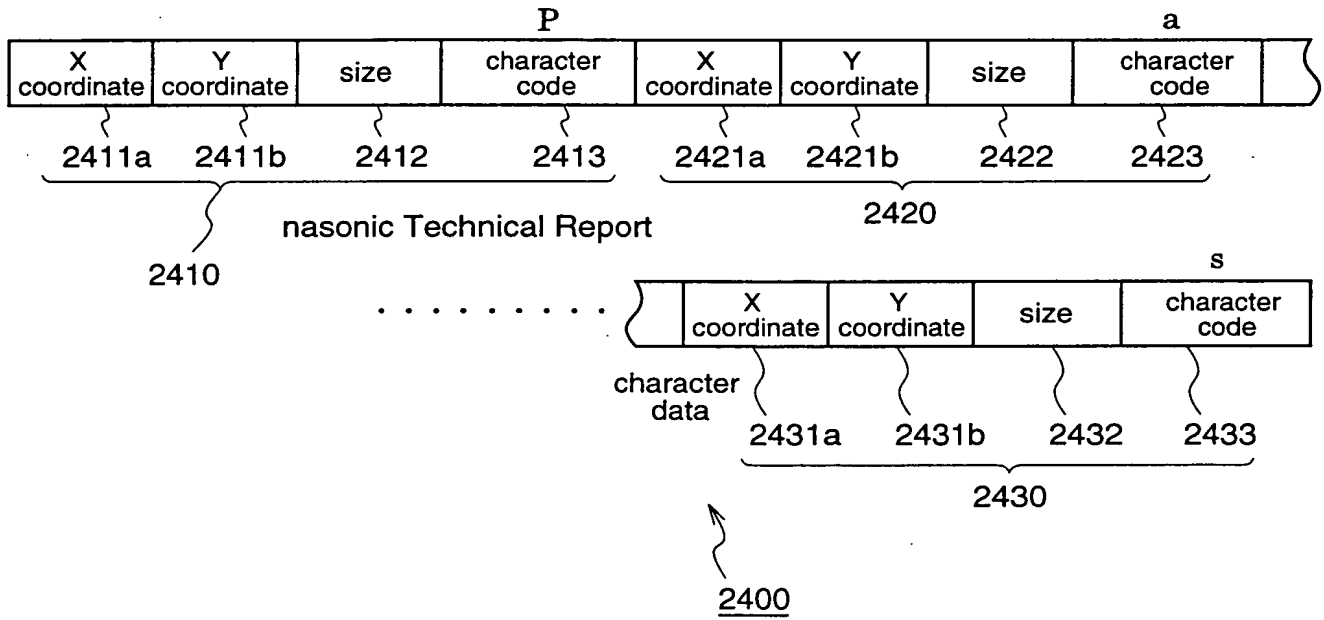 P a
X coordinate Y coordinate size character code X coordinate Y coordinate size character code
2411a 2411b 2412 2413 2421a 2421b 2422 2423
2420
nasonic Technical Report
2410
s
X coordinate Y coordinate size character code
character data
2431a 2431b 2432 2433
2430
2400